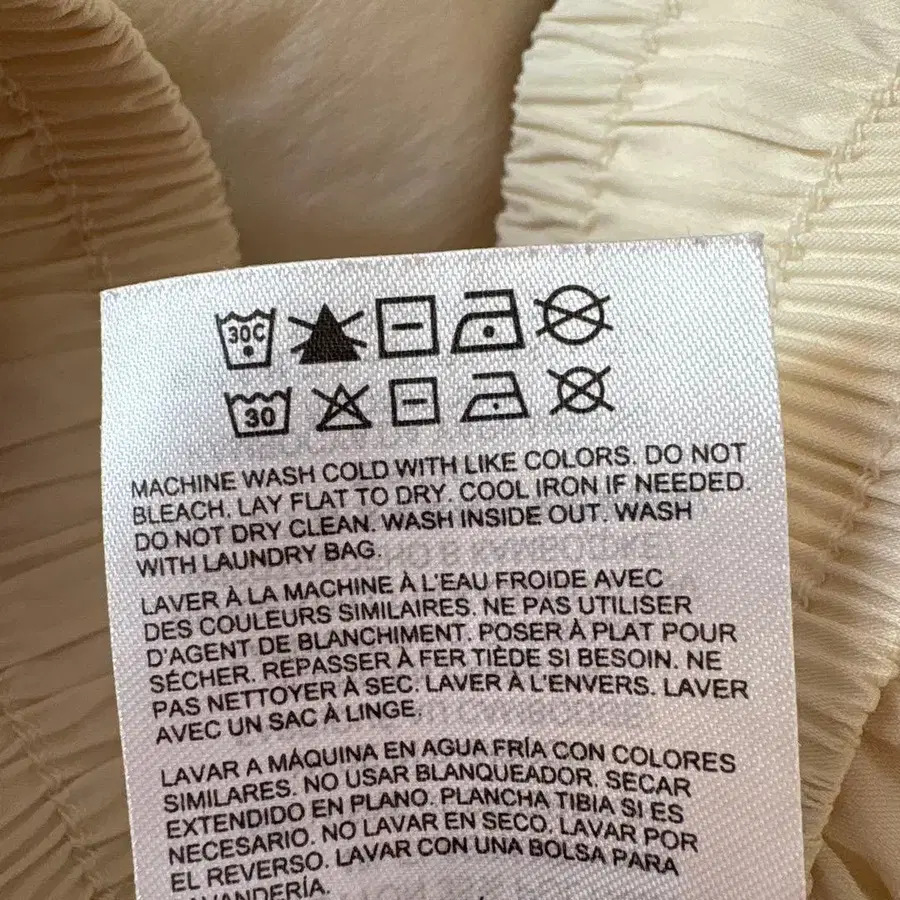 30C
30
MACHINE WASH COLD WITH LIKE COLORS. DO NOT
BLEACH. LAY FLAT TO DRY. COOL IRON IF NEEDED.
DO NOT DRY CLEAN. WASH INSIDE OUT. WASH
WITH LAUNDRY BAG.
LAVER À LA MACHINE À L'EAU FROIDE AVEC
DES COULEURS SIMILAIRES. NE PAS UTILISER
D'AGENT DE BLANCHIMENT. POSER À PLAT POUR
SÉCHER. REPASSER À FER TIÈDE SI BESOIN. NE
PAS NETTOYER À SEC. LAVER À L'ENVERS. LAVER
AVEC UN SAC À LINGE.
LAVAR A MÁQUINA EN AGUA FRÍA CON COLORES
SIMILARES. NO USAR BLANQUEADOR. SECAR
EXTENDIDO EN PLANO. PLANCHA TIBIA SI ES
NECESARIO. NO LAVAR EN SECO. LAVAR POR
EL REVERSO. LAVAR CON UNA BOLSA PARA
LAVANDERÍA.